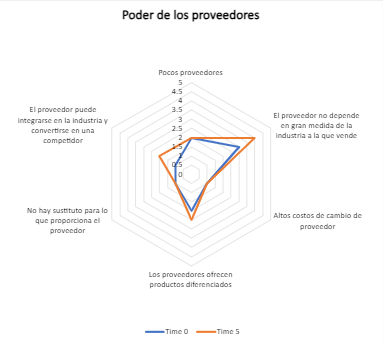 Poder de los proveedores
Pocos proveedores
5
4.5
4
3.5
3
2.5
2
1.5
1
0.5
0
El proveedor no depende
en gran medida de la
industria a la que vende
Altos costos de cambio de
proveedor
Los proveedores ofrecen
productos diferenciados
No hay sustituto para lo
que proporciona el
proveedor
El proveedor puede
integrarse en la industria y
convertirse en una
competidor
Time 0
Time 5